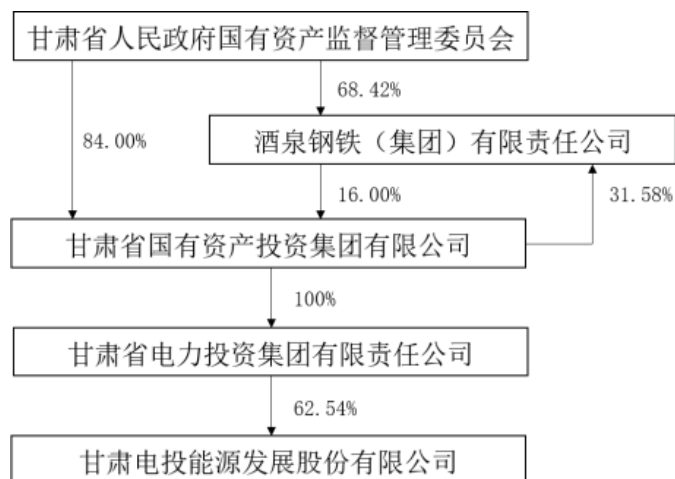 甘肃省人民政府国有资产监督管理委员会
68.42%
84.00%
酒泉钢铁（集团）有限责任公司
16.00%
31.58%
甘肃省国有资产投资集团有限公司
100%
甘肃省电力投资集团有限责任公司
62.54%
甘肃电投能源发展股份有限公司